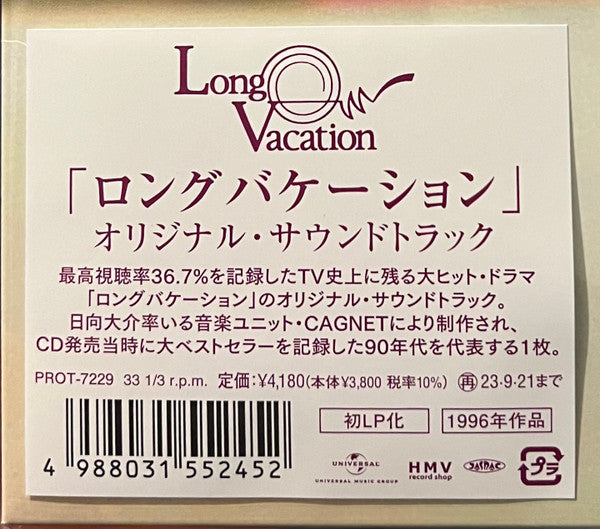 Long
Vacation
「ロングバケーション」
オリジナル・サウンドトラック
最高視聴率36.7%を記録したTV史上に残る大ヒット・ドラマ
「ロングバケーション」のオリジナル・サウンドトラック。
日向大介率いる音楽ユニット・CAGNETにより制作され、
CD発売当時に大ベストセラーを記録した90年代を代表する1枚。
PROT-7229 33 1/3 r.p.m. 定価:¥4,180(本体¥3,800 税率10%) 再 23・9・21まで
初LP化 1996年作品
4 988031 552452
UNIVERSAL
UNIVERSAL MUSIC GROUP
HMV
record shop
JASRAC
プラ